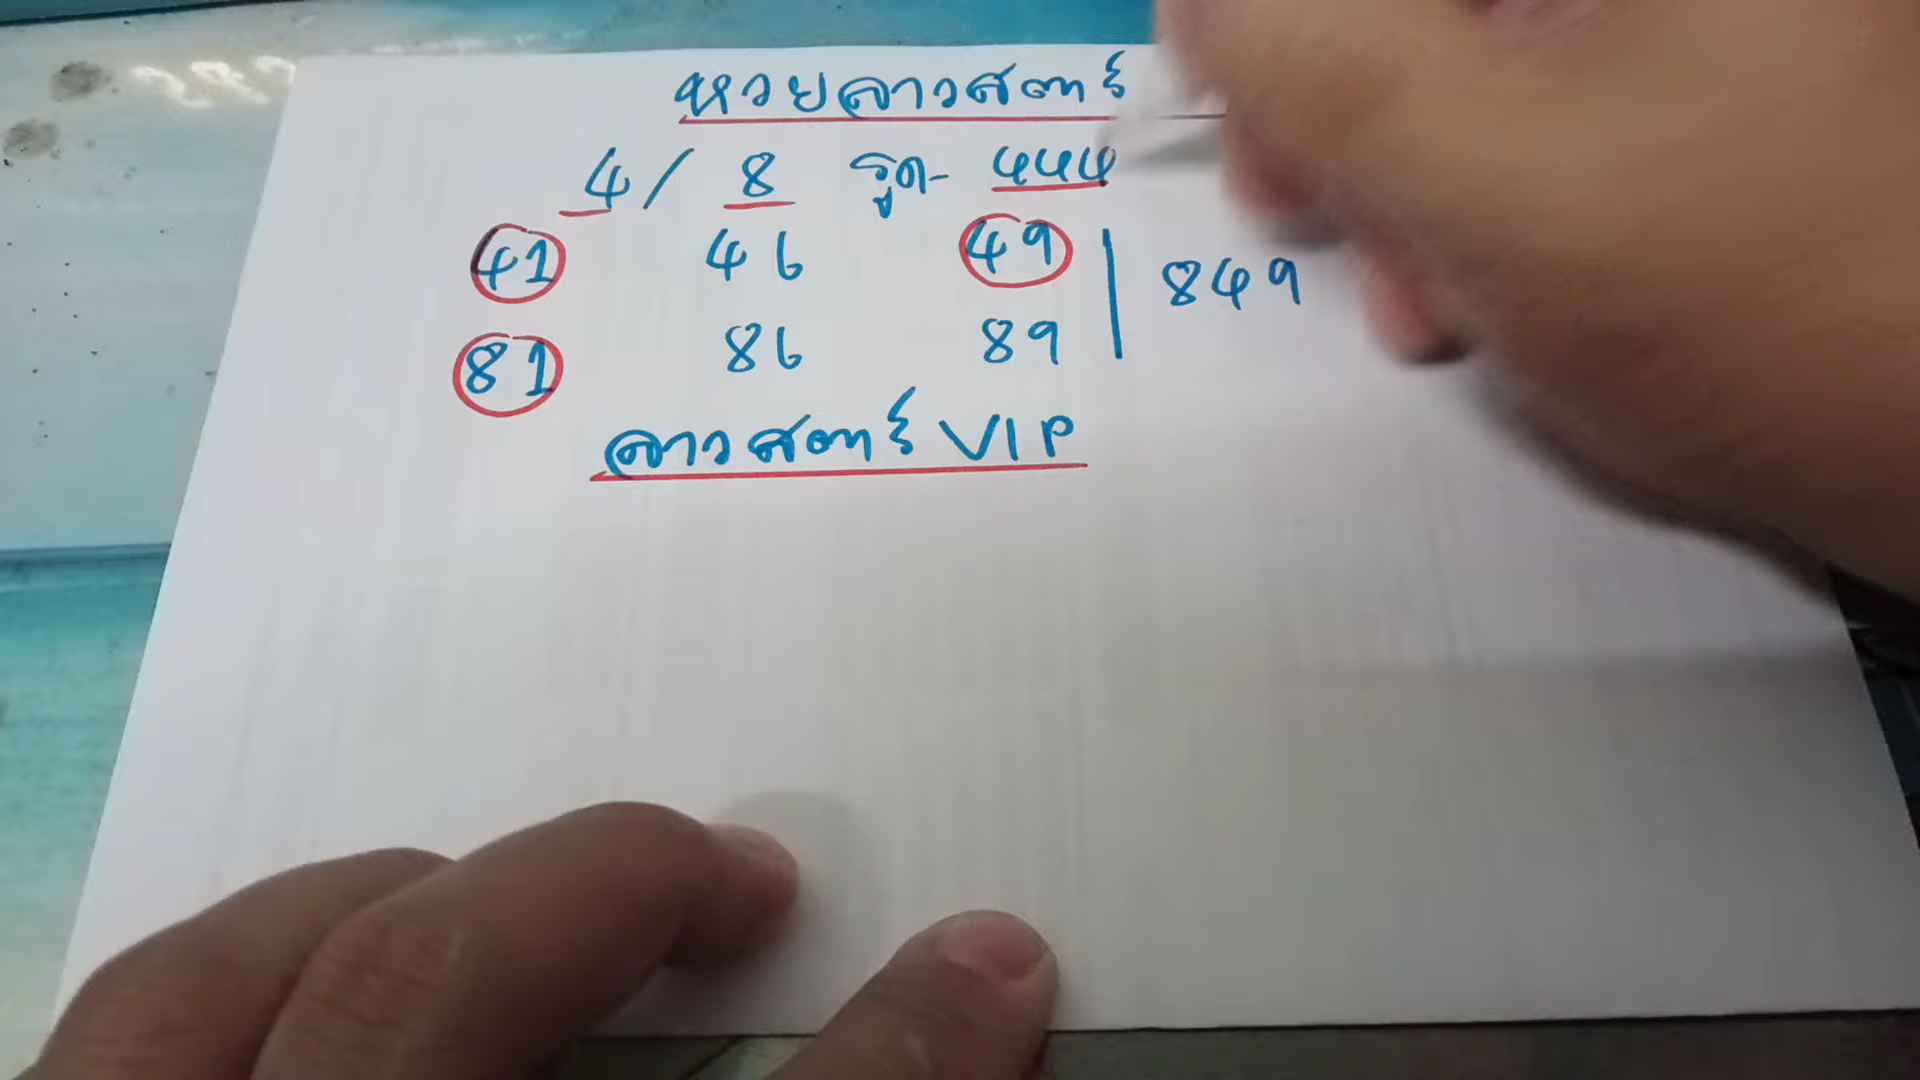 หวยลาวสตาร์
4 / 8 รูด- 444
41 46 49 | 849
81 86 89
ลาวสตาร์ VIP